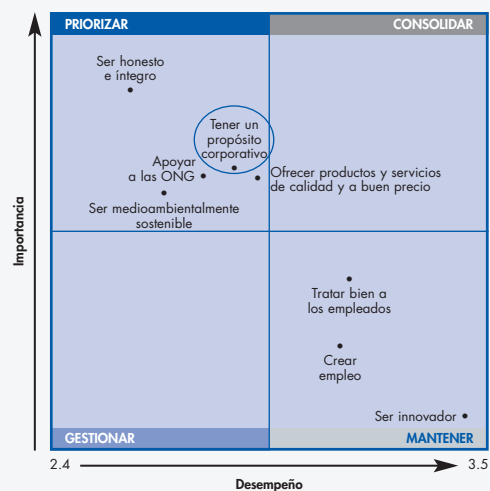 PRIORIZAR
CONSOLIDAR
Ser honesto
e íntegro
Tener un
propósito
corporativo
Apoyar
a las ONG
Ofrecer productos y servicios
de calidad y a buen precio
Ser medioambientalmente
sostenible
Importancia
Tratar bien a
los empleados
Crear
empleo
Ser innovador
GESTIONAR
MANTENER
2.4
3.5
Desempeño